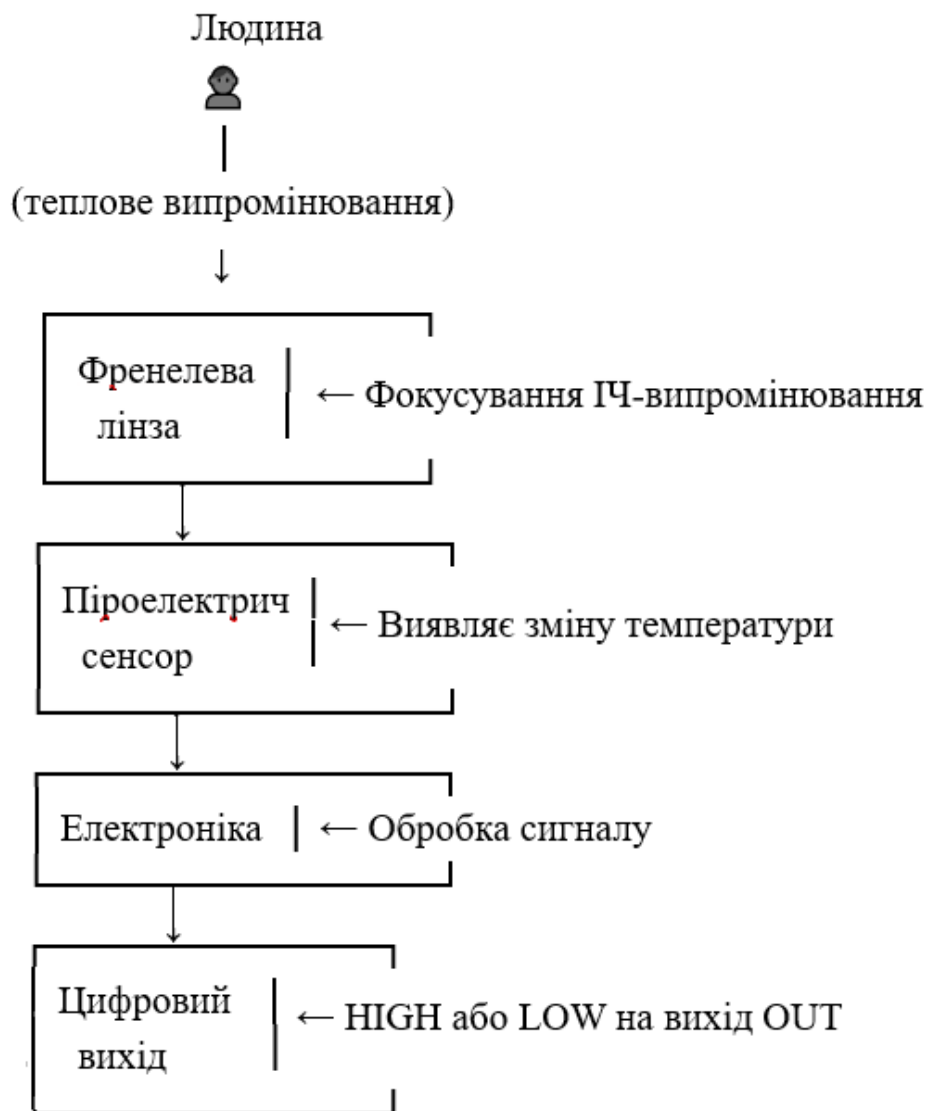 Людина
(теплове випромінювання)
↓
Френелева
лінза
← Фокусування ІЧ-випромінювання
Піроелектрич
сенсор
← Виявляє зміну температури
Електроніка | ← Обробка сигналу
Цифровий
вихід
← HIGH або LOW на вихід OUT